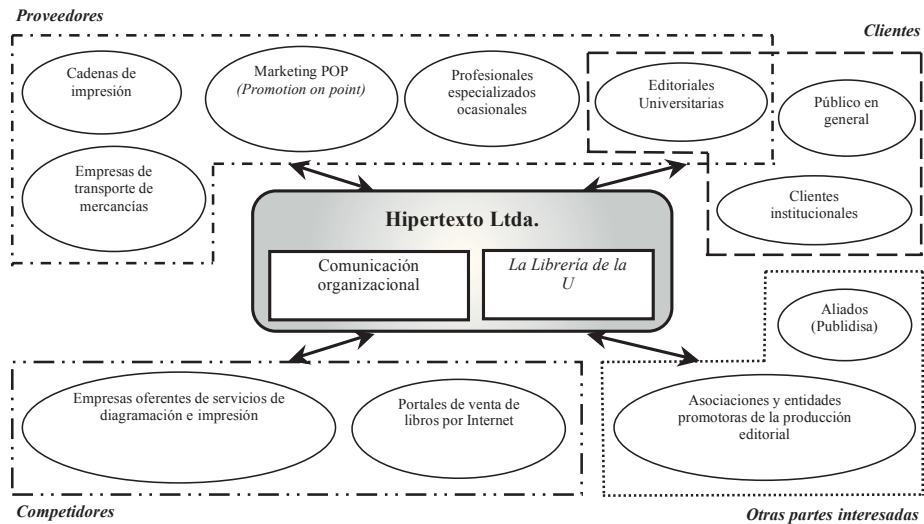 Proveedores
Clientes
Cadenas de
impresión
Marketing POP
(Promotion on point)
Profesionales
especializados
ocasionales
Editoriales
Universitarias
Público en
general
Empresas de
transporte de
mercancías
Clientes
institucionales
Hipertexto Ltda.
Comunicación
organizacional
La Librería de la
U
Aliados
(Publidisa)
Empresas oferentes de servicios de
diagramación e impresión
Portales de venta de
libros por Internet
Asociaciones y entidades
promotoras de la producción
editorial
Competidores
Otras partes interesadas